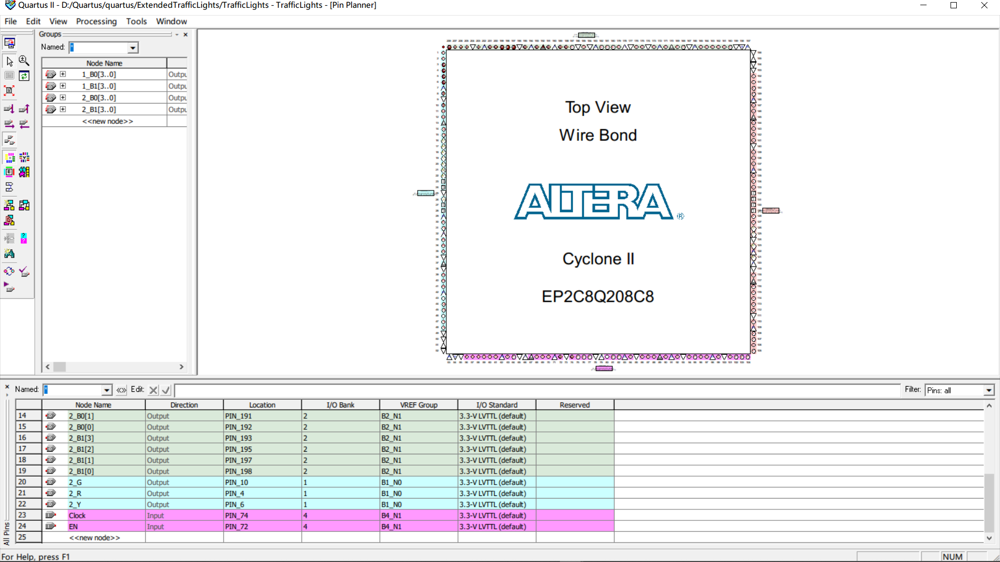 Quartus II - D:/Quartus/quartus/ExtendedTrafficLights/TrafficLights - TrafficLights - [Pin Planner]
File Edit View Processing Tools Window
Groups
Named: *
Node Name
1_B0[3..0] Outpu
1_B1[3..0] Outpu
2_B0[3..0] Outpu
2_B1[3..0] Outpu
<<new node>>
Top View
Wire Bond
ALTERA ®
Cyclone II
EP2C8Q208C8
Named: * Edit: Filter: Pins: all
Node Name Direction Location I/O Bank VREF Group I/O Standard Reserved
14 2_B0[1] Output PIN_191 2 B2_N1 3.3-V LVTTL (default)
15 2_B0[0] Output PIN_192 2 B2_N1 3.3-V LVTTL (default)
16 2_B1[3] Output PIN_193 2 B2_N1 3.3-V LVTTL (default)
17 2_B1[2] Output PIN_195 2 B2_N1 3.3-V LVTTL (default)
18 2_B1[1] Output PIN_197 2 B2_N1 3.3-V LVTTL (default)
19 2_B1[0] Output PIN_198 2 B2_N1 3.3-V LVTTL (default)
20 2_G Output PIN_10 1 B1_N0 3.3-V LVTTL (default)
21 2_R Output PIN_4 1 B1_N0 3.3-V LVTTL (default)
22 2_Y Output PIN_6 1 B1_N0 3.3-V LVTTL (default)
23 Clock Input PIN_74 4 B4_N1 3.3-V LVTTL (default)
24 EN Input PIN_72 4 B4_N1 3.3-V LVTTL (default)
25 <<new node>>
All Pins
For Help, press F1
NUM